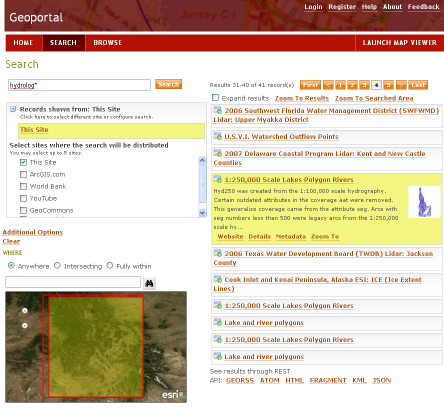 Geoportal
Login Register Help About Feedback
HOME SEARCH BROWSE LAUNCH MAP VIEWER
Search
hydrolog* Search
Records shown from: This Site
Click here to select different site or configure search.
This Site
Select sites where the search will be distributed
You may select up to 5 sites.
This Site
ArcGIS.com
World Bank
YouTube
GeoCommons
Additional Options
Clear
WHERE
Anywhere Intersecting Fully within
esri
Results 31-40 of 41 record(s) First < 1 2 3 4 5 > Last
Expand results Zoom To Results Zoom To Searched Area
2006 Southwest Florida Water Management District (SWFWMD)
Lidar: Upper Myakka District
U.S.V.I. Watershed Outflow Points
2007 Delaware Coastal Program Lidar: Kent and New Castle
Counties
1:250,000 Scale Lakes Polygon Rivers
Hyd250 was created from the 1:100,000 scale hydrography.
Certain outdated attributes in the coverage aat were removed.
This generalize coverage came from the attribute seg. Arcs with
seg numbers less than 500 were legacy arcs from the 1:250,000
scale hy...
Website Details Metadata Zoom To
2006 Texas Water Development Board (TWDB) Lidar: Jackson
County
Cook Inlet and Kenai Peninsula, Alaska ESI: ICE (Ice Extent
Lines)
1:250,000 Scale Lakes Polygon Rivers
Lake and river polygons
1:250,000 Scale Lakes Polygon Rivers
Lake and river polygons
See results through REST
API: GEORSS ATOM HTML FRAGMENT KML JSON